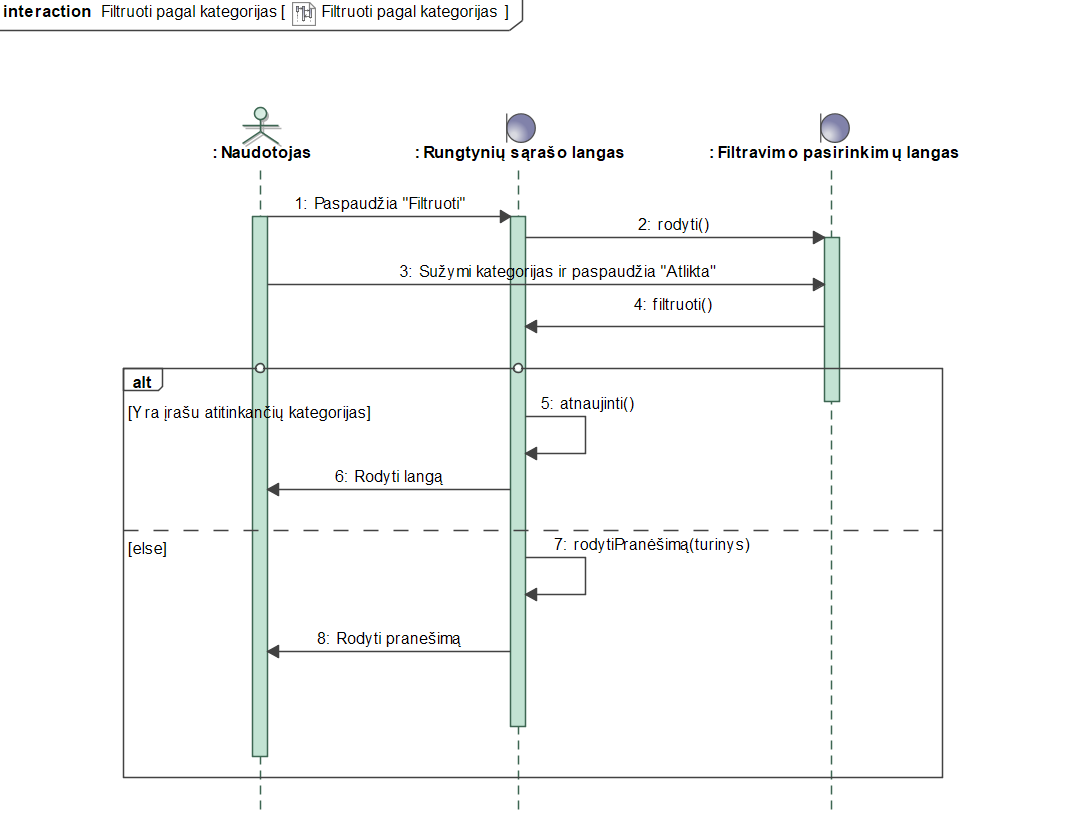 interaction Filtruoti pagal kategorijas [ Filtruoti pagal kategorijas ]
: Naudotojas
: Rungtynių sąrašo langas
: Filtravimo pasirinkimų langas
1: Paspaudžia "Filtruoti"
2: rodyti()
3: Sužymi kategorijas ir paspaudžia "Atlikta"
4: filtruoti()
alt
5: atnaujinti()
[Yra įrašu atitinkančių kategorijas]
6: Rodyti langą
7: rodytiPranėšimą(turinys)
[else]
8: Rodyti pranešimą